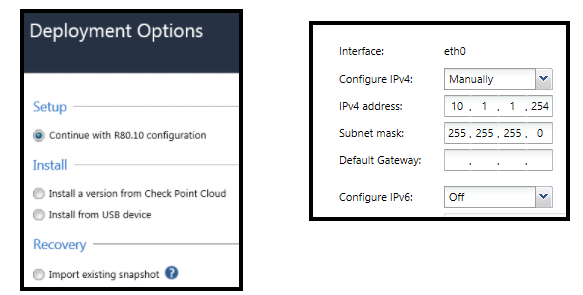 Deployment Options
Setup
Continue with R80.10 configuration
Install
Install a version from Check Point Cloud
Install from USB device
Recovery
Import existing snapshot ?
Interface: eth0
Configure IPv4: Manually
IPv4 address: 10 . 1 . 1 . 254
Subnet mask: 255 . 255 . 255 . 0
Default Gateway: . . .
Configure IPv6: Off